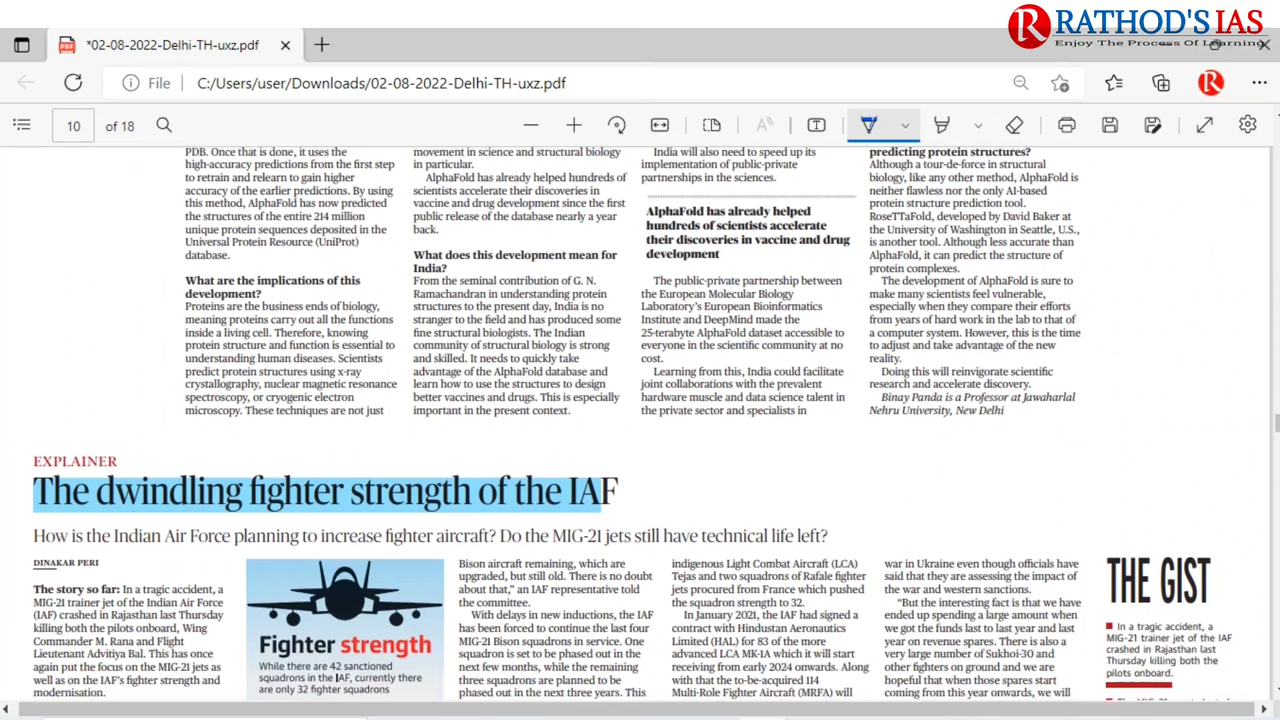 RATHOD'S IAS
Enjoy The Process Of Learning
*02-08-2022-Delhi-TH-uxz.pdf
File
C:/Users/user/Downloads/02-08-2022-Delhi-TH-uxz.pdf
10 of 18
PDB. Once that is done, it uses the
high-accuracy predictions from the first step
to retrain and relearn to gain higher
accuracy of the earlier predictions. By using
this method, AlphaFold has now predicted
the structures of the entire 214 million
unique protein sequences deposited in the
Universal Protein Resource (UniProt)
database.
What are the implications of this
development?
Proteins are the business ends of biology,
meaning proteins carry out all the functions
inside a living cell. Therefore, knowing
protein structure and function is essential to
understanding human diseases. Scientists
predict protein structures using x-ray
crystallography, nuclear magnetic resonance
spectroscopy, or cryogenic electron
microscopy. These techniques are not just
movement in science and structural biology
in particular.
AlphaFold has already helped hundreds of
scientists accelerate their discoveries in
vaccine and drug development since the first
public release of the database nearly a year
back.
What does this development mean for
India?
From the seminal contribution of G. N.
Ramachandran in understanding protein
structures to the present day, India is no
stranger to the field and has produced some
fine structural biologists. The Indian
community of structural biology is strong
and skilled. It needs to quickly take
advantage of the AlphaFold database and
learn how to use the structures to design
better vaccines and drugs. This is especially
important in the present context.
India will also need to speed up its
implementation of public-private
partnerships in the sciences.
AlphaFold has already helped
hundreds of scientists accelerate
their discoveries in vaccine and drug
development
The public-private partnership between
the European Molecular Biology
Laboratory's European Bioinformatics
Institute and DeepMind made the
25-terabyte AlphaFold dataset accessible to
everyone in the scientific community at no
cost.
Learning from this, India could facilitate
joint collaborations with the prevalent
hardware muscle and data science talent in
the private sector and specialists in
predicting protein structures?
Although a tour-de-force in structural
biology, like any other method, AlphaFold is
neither flawless nor the only AI-based
protein structure prediction tool.
RoseTTaFold, developed by David Baker at
the University of Washington in Seattle, U.S.,
is another tool. Although less accurate than
AlphaFold, it can predict the structure of
protein complexes.
The development of AlphaFold is sure to
make many scientists feel vulnerable,
especially when they compare their efforts
from years of hard work in the lab to that of
a computer system. However, this is the time
to adjust and take advantage of the new
reality.
Doing this will reinvigorate scientific
research and accelerate discovery.
Binay Panda is a Professor at Jawaharlal
Nehru University, New Delhi
EXPLAINER
The dwindling fighter strength of the IAF
How is the Indian Air Force planning to increase fighter aircraft? Do the MIG-21 jets still have technical life left?
DINAKAR PERI
The story so far: In a tragic accident, a
MIG-21 trainer jet of the Indian Air Force
(IAF) crashed in Rajasthan last Thursday
killing both the pilots onboard, Wing
Commander M. Rana and Flight
Lieutenant Advitiya Bal. This has once
again put the focus on the MIG-21 jets as
well as on the IAF's fighter strength and
modernisation.
Fighter strength
While there are 42 sanctioned
squadrons in the IAF, currently there
are only 32 fighter squadrons
Bison aircraft remaining, which are
upgraded, but still old. There is no doubt
about that," an IAF representative told
the committee.
With delays in new inductions, the IAF
has been forced to continue the last four
MIG-21 Bison squadrons in service. One
squadron is set to be phased out in the
next few months, while the remaining
three squadrons are planned to be
phased out in the next three years. This
indigenous Light Combat Aircraft (LCA)
Tejas and two squadrons of Rafale fighter
jets procured from France which pushed
the squadron strength to 32.
In January 2021, the IAF had signed a
contract with Hindustan Aeronautics
Limited (HAL) for 83 of the more
advanced LCA MK-1A which it will start
receiving from early 2024 onwards. Along
with that the to-be-acquired 114
Multi-Role Fighter Aircraft (MRFA) will
war in Ukraine even though officials have
said that they are assessing the impact of
the war and western sanctions.
"But the interesting fact is that we have
ended up spending a large amount when
we got the funds last to last year and last
year on revenue spares. There is also a
very large number of Sukhoi-30 and
other fighters on ground and we are
hopeful that when those spares start
coming from this year onwards, we will
THE GIST
In a tragic accident, a
MIG-21 trainer jet of the IAF
crashed in Rajasthan last
Thursday killing both the
pilots onboard.